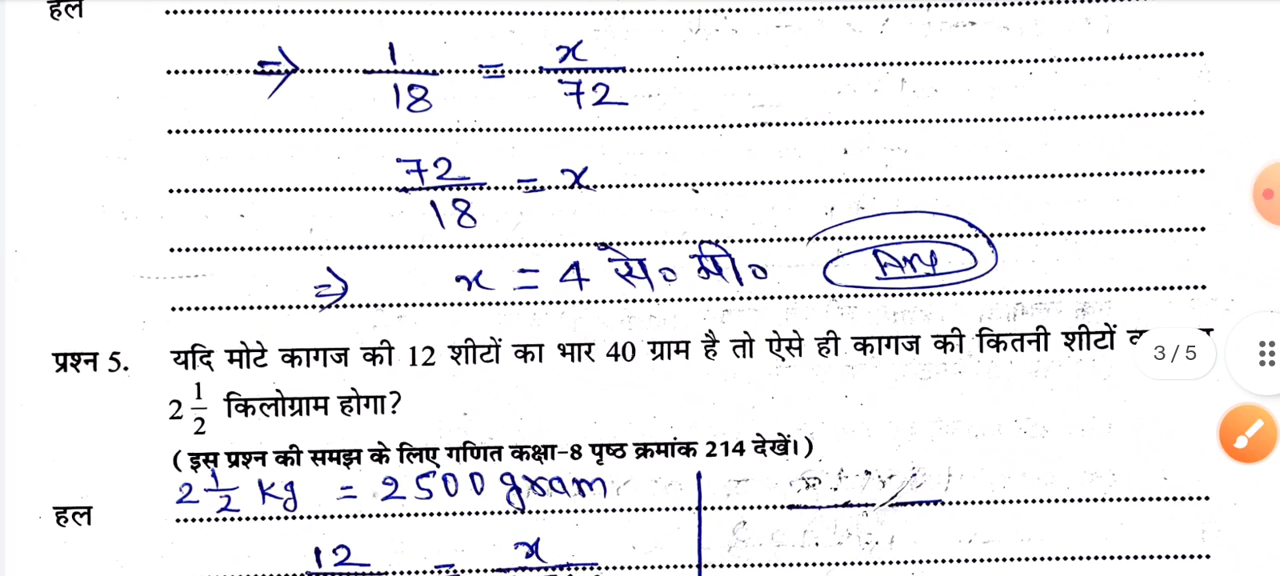 हल
⇒ 1/18 = x/72
72/18 = x
⇒ x = 4 से० मी० Ans
प्रश्न 5. यदि मोटे कागज की 12 शीटों का भार 40 ग्राम है तो ऐसे ही कागज की कितनी शीटों
3/5
2 1/2 किलोग्राम होगा?
(इस प्रश्न की समझ के लिए गणित कक्षा-8 पृष्ठ क्रमांक 214 देखें।)
हल 2 1/2 Kg = 2500 gram
12 = x